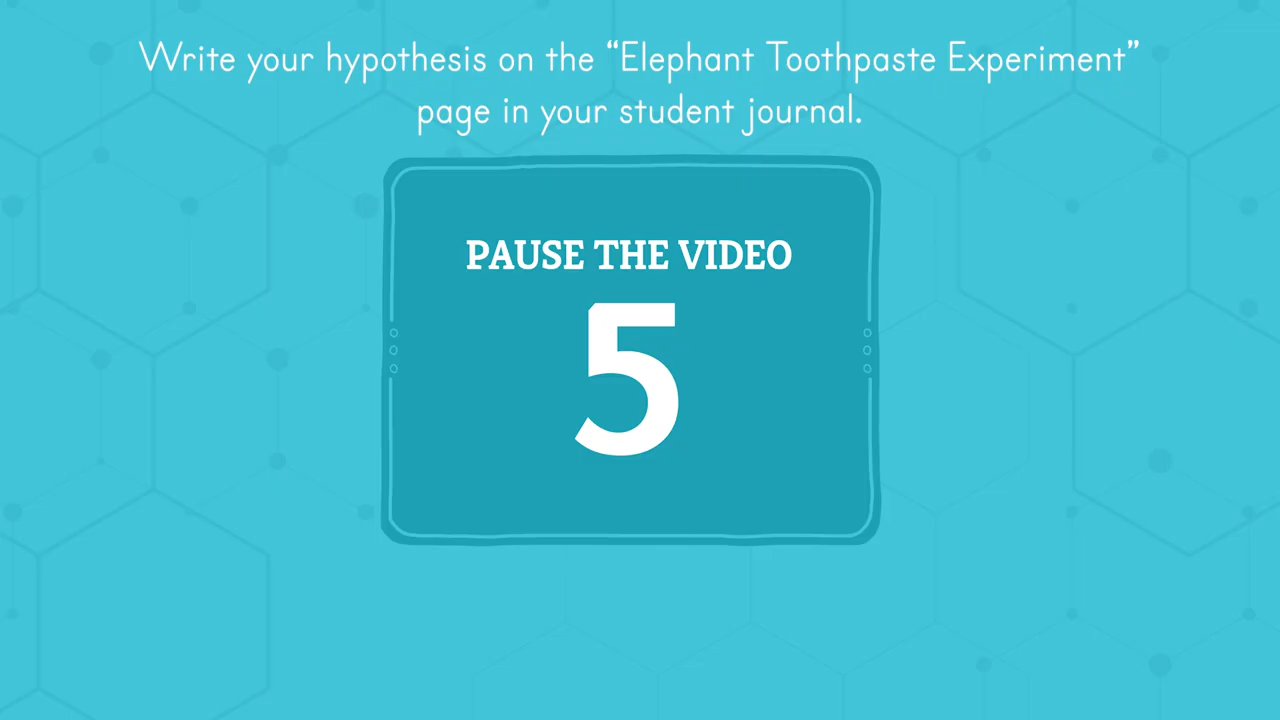 Write your hypothesis on the “Elephant Toothpaste Experiment”
page in your student journal.
PAUSE THE VIDEO
5